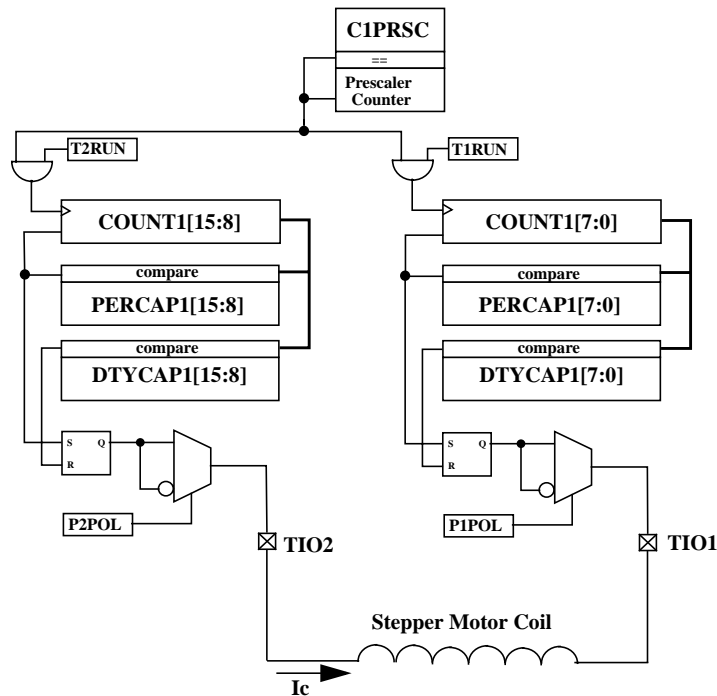 C1PRSC
==
Prescaler
Counter
T2RUN
T1RUN
COUNT1[15:8]
COUNT1[7:0]
compare
compare
PERCAP1[15:8]
PERCAP1[7:0]
compare
compare
DTYCAP1[15:8]
DTYCAP1[7:0]
S Q
R
S Q
R
P2POL
P1POL
TIO2
TIO1
Stepper Motor Coil
Ic